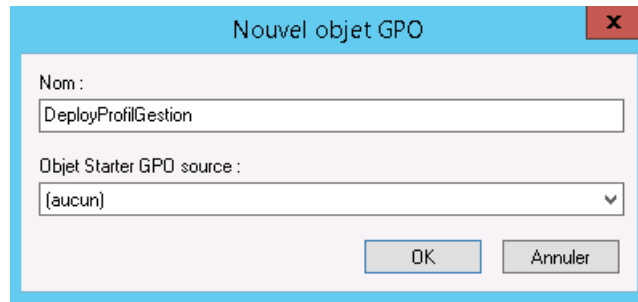 Nouvel objet GPO
x
Nom :
DeployProfilGestion
Objet Starter GPO source :
(aucun)
OK Annuler